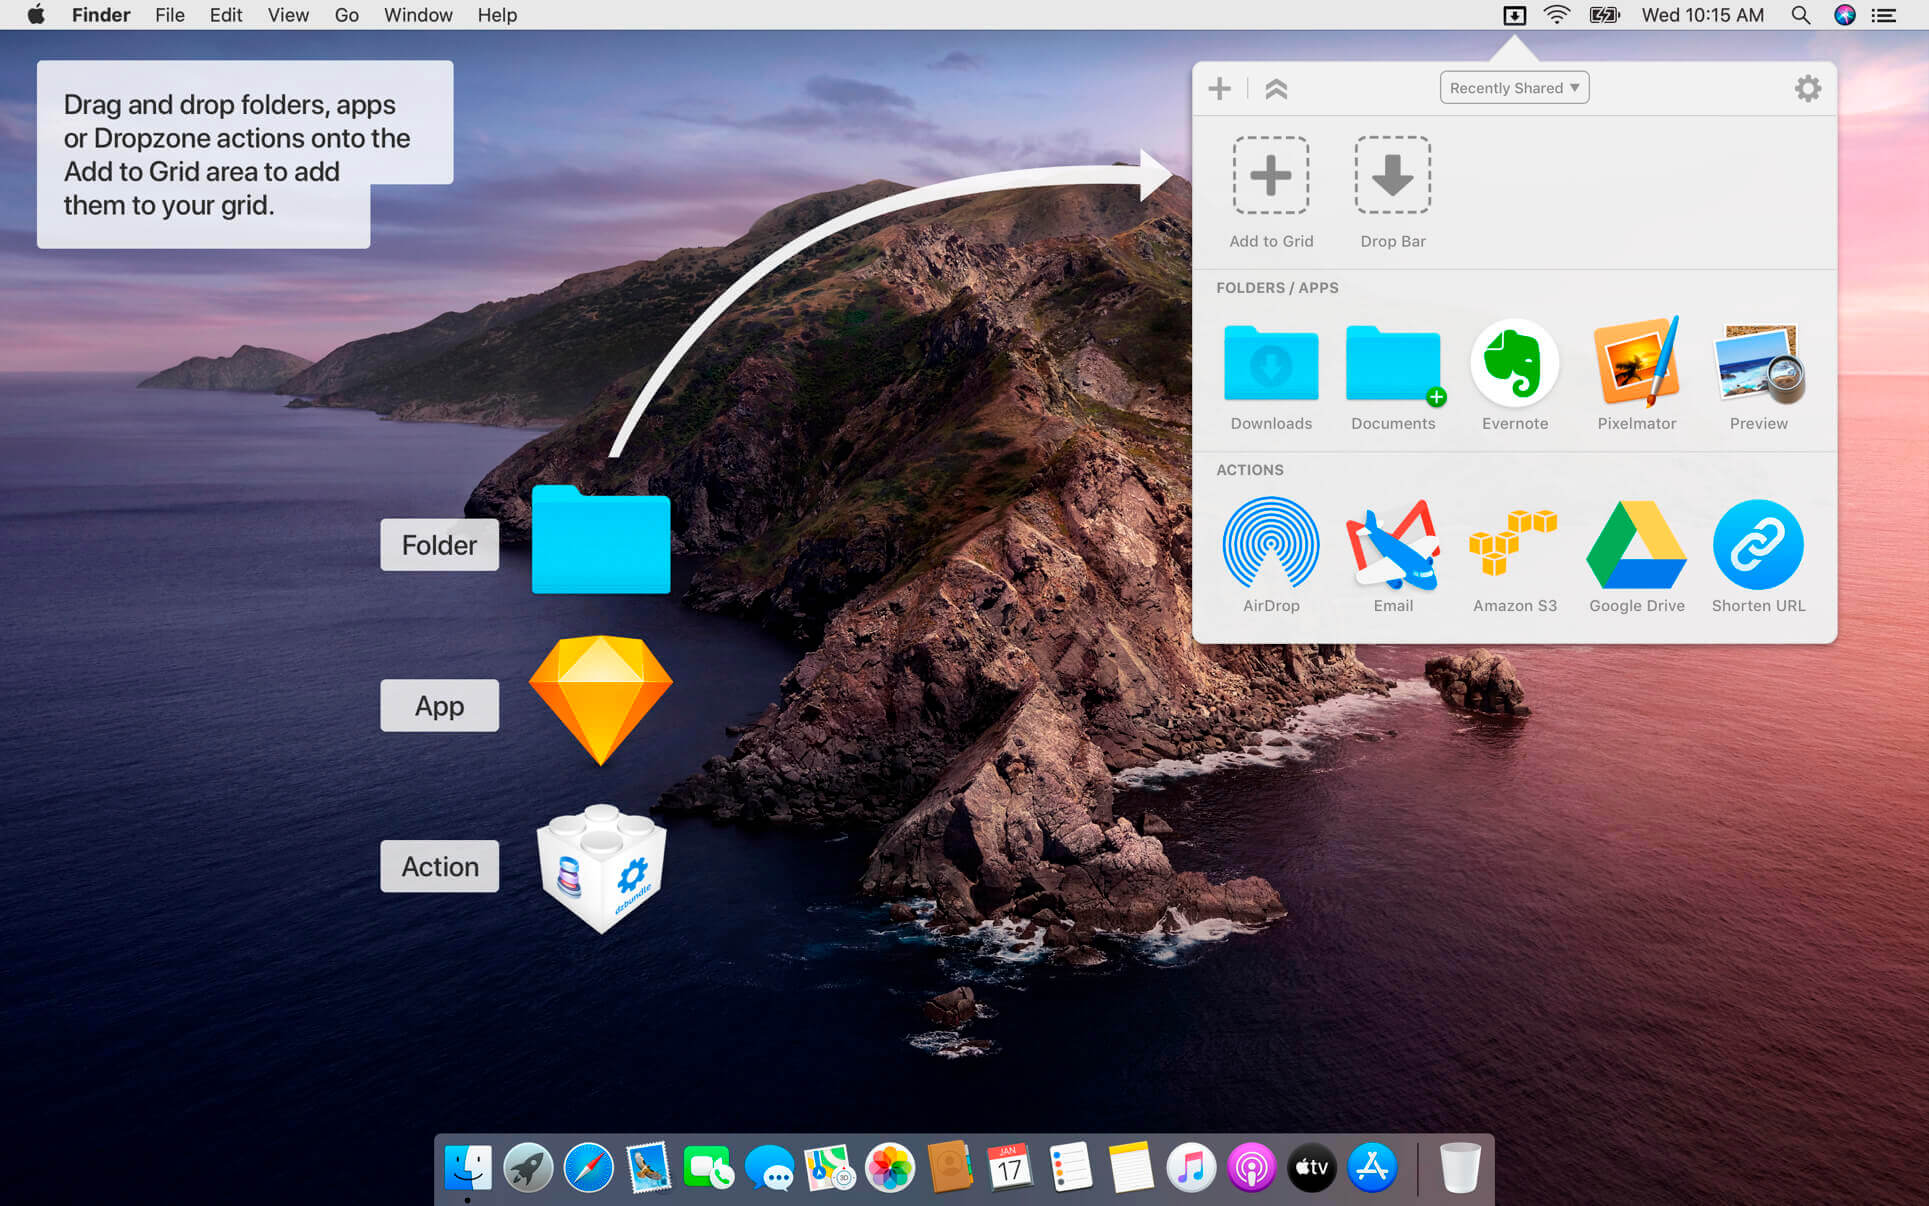 Finder File Edit View Go Window Help
Wed 10:15 AM
Drag and drop folders, apps
or Dropzone actions onto the
Add to Grid area to add
them to your grid.
Recently Shared ▼
Add to Grid
Drop Bar
FOLDERS / APPS
Downloads
Documents
Evernote
Pixelmator
Preview
ACTIONS
AirDrop
Email
Amazon S3
Google Drive
Shorten URL
Folder
App
Action
dzbundle
3D
JAN
17
tv